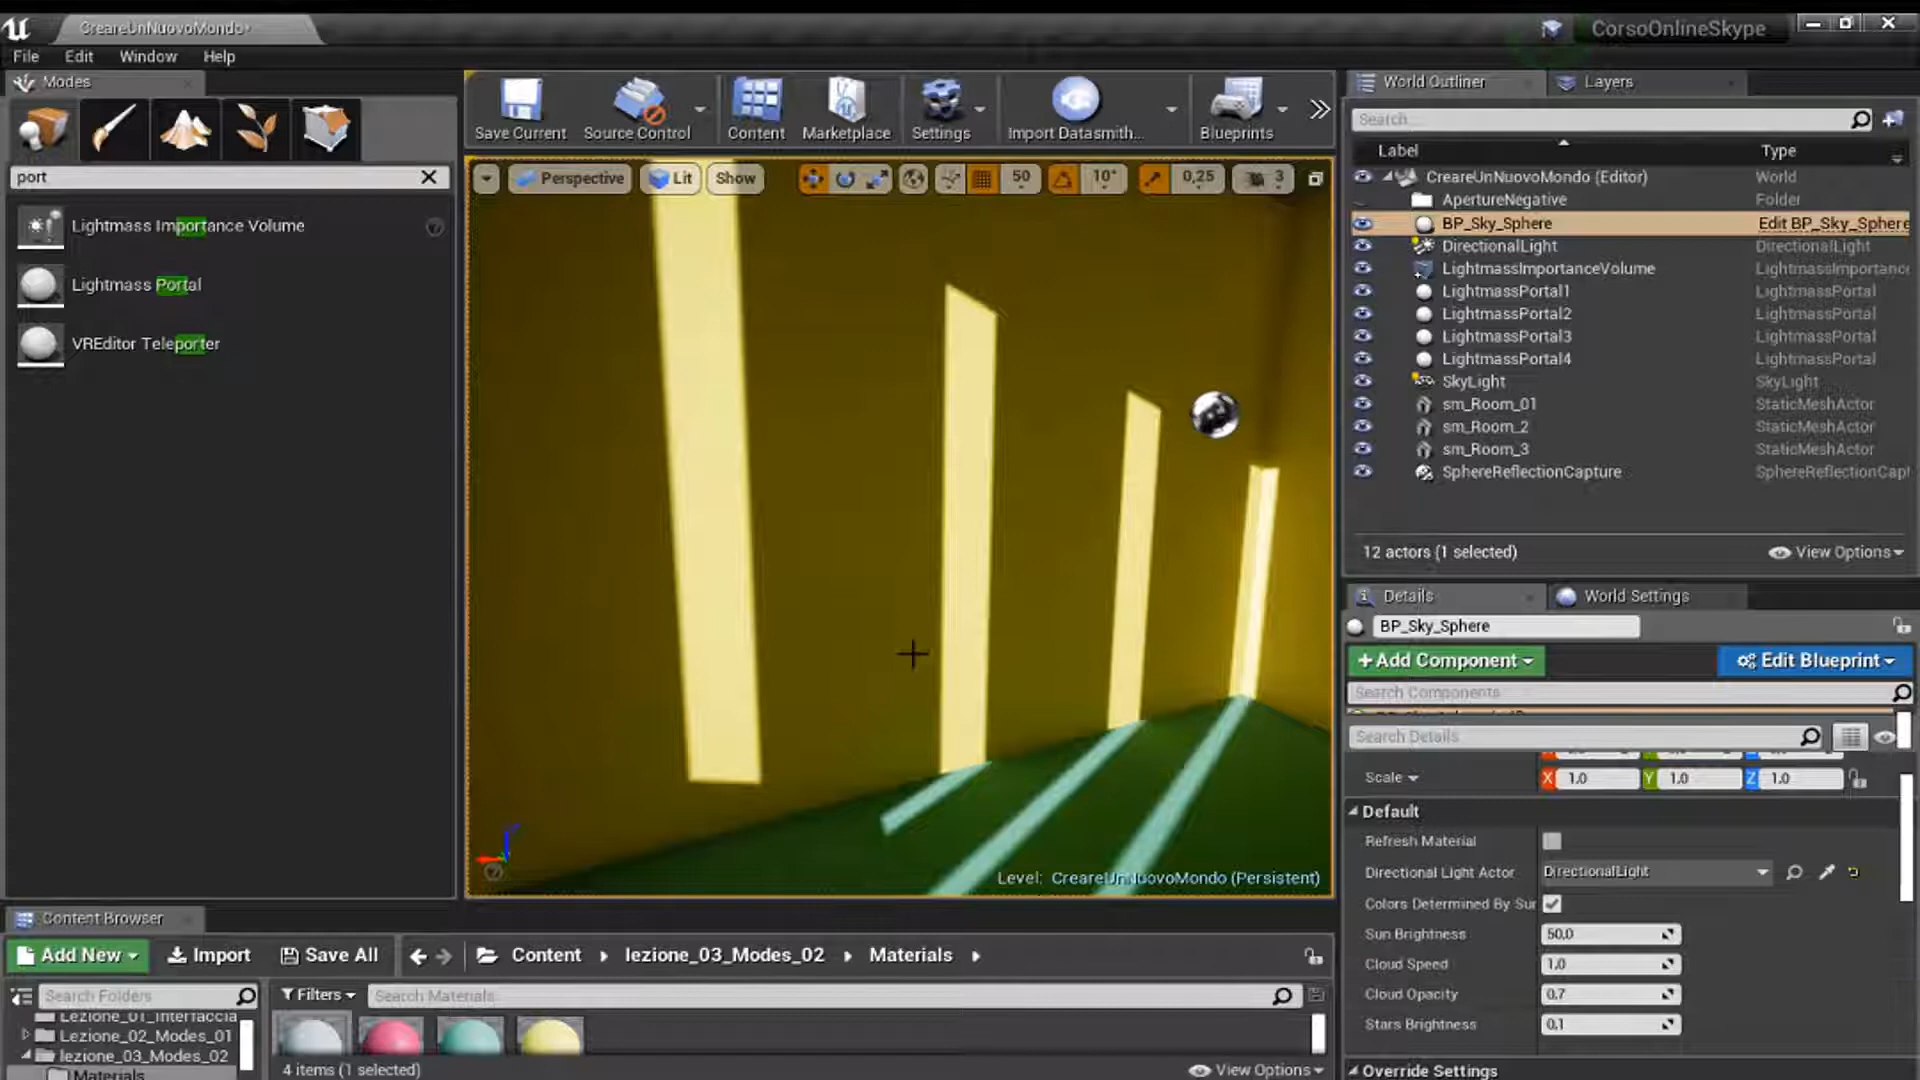 CreareUnNuovoMondo*
CorsoOnlineSkype
File Edit Window Help
Modes
port
Lightmass Importance Volume
Lightmass Portal
VREditor Teleporter
Save Current
Source Control
Content
Marketplace
Settings
Import Datasmith...
Blueprints
Perspective
Lit
Show
50
10°
0,25
3
Level: CreareUnNuovoMondo (Persistent)
World Outliner
Layers
Search...
Label Type
CreareUnNuovoMondo (Editor) World
ApertureNegative Folder
BP_Sky_Sphere Edit BP_Sky_Sphere
DirectionalLight DirectionalLight
LightmassImportanceVolume LightmassImportance
LightmassPortal1 LightmassPortal
LightmassPortal2 LightmassPortal
LightmassPortal3 LightmassPortal
LightmassPortal4 LightmassPortal
SkyLight SkyLight
sm_Room_01 StaticMeshActor
sm_Room_2 StaticMeshActor
sm_Room_3 StaticMeshActor
SphereReflectionCapture SphereReflectionCapt
12 actors (1 selected)
View Options
Details
World Settings
BP_Sky_Sphere
+Add Component
Edit Blueprint
Search Components
Search Details
Scale X 1.0 Y 1.0 Z 1.0
Default
Refresh Material
Directional Light Actor DirectionalLight
Colors Determined By Sun
Sun Brightness 50,0
Cloud Speed 1,0
Cloud Opacity 0,7
Stars Brightness 0,1
Override Settings
Content Browser
Add New
Import
Save All
Content
lezione_03_Modes_02
Materials
Search Folders
Filters
Search Materials
Lezione_01_Interfaccia
Lezione_02_Modes_01
lezione_03_Modes_02
Materials
4 items (1 selected)
View Options